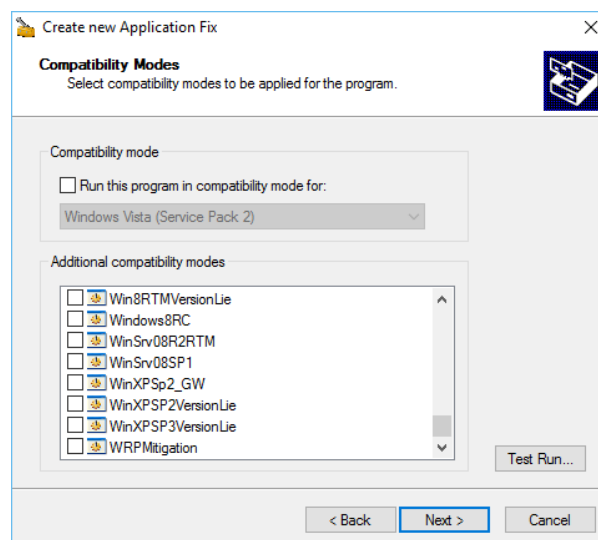 Create new Application Fix
Compatibility Modes
Select compatibility modes to be applied for the program.
Compatibility mode
Run this program in compatibility mode for:
Windows Vista (Service Pack 2)
Additional compatibility modes
Win8RTMVersionLie
Windows8RC
WinSrv08R2RTM
WinSrv08SP1
WinXPSp2_GW
WinXPSP2VersionLie
WinXPSP3VersionLie
WRPMitigation
Test Run...
< Back
Next >
Cancel